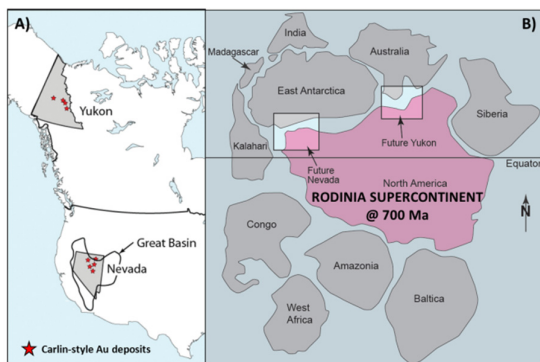 A)
Yukon
Great Basin
Nevada
Carlin-style Au deposits
B)
India
Madagascar
Australia
East Antarctica
Siberia
Kalahari
Future
Nevada
Future Yukon
Equator
North America
RODINIA SUPERCONTINENT
@ 700 Ma
N
Congo
Amazonia
West
Africa
Baltica